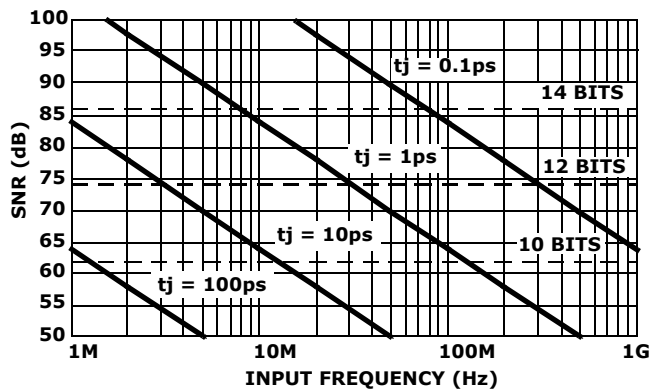 100
95
90
85
80
75
70
65
60
55
50
SNR (dB)
tj = 0.1ps
14 BITS
tj = 1ps
12 BITS
tj = 10ps
10 BITS
tj = 100ps
1M
10M
100M
1G
INPUT FREQUENCY (Hz)